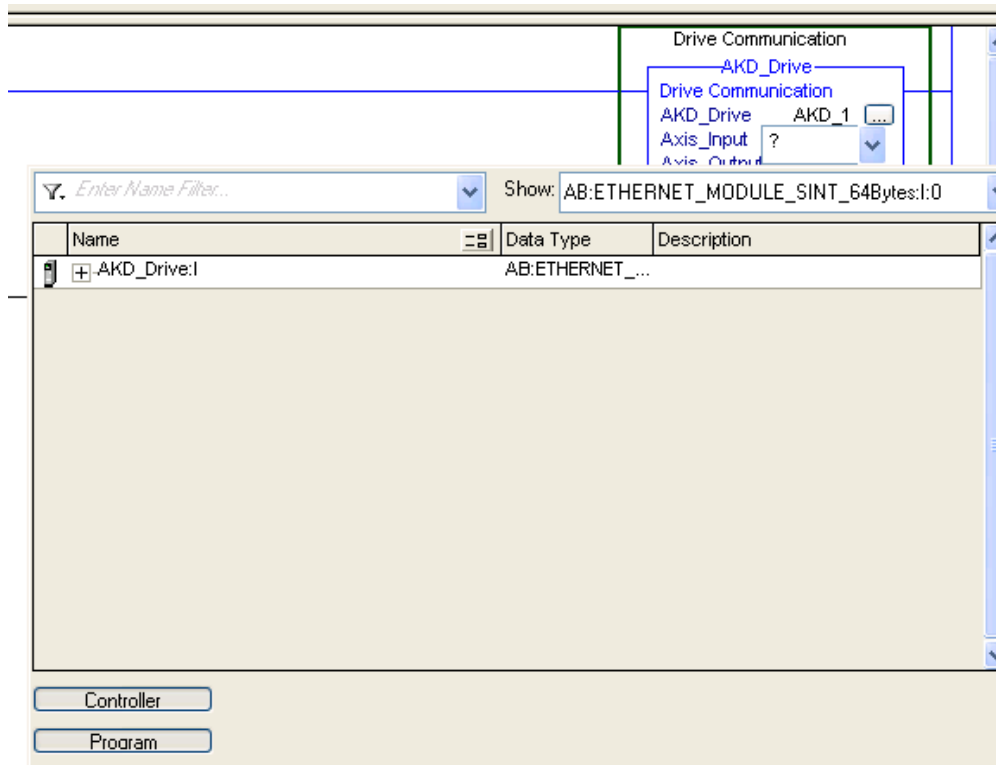 Drive Communication
AKD_Drive
Drive Communication
AKD_Drive AKD_1 ...
Axis_Input ?
Axis_Output
Enter Name Filter... Show: AB:ETHERNET_MODULE_SINT_64Bytes:I:0
Name Data Type Description
AKD_Drive:I AB:ETHERNET_...
Controller
Program